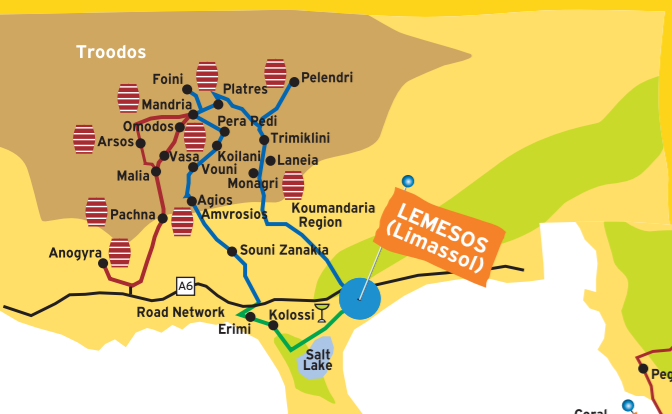 Troodos
Foini
Platres
Pelendri
Mandria
Pera Pedi
Omodos
Trimiklini
Arsos
Vasa
Koilani
Laneia
Vouni
Malia
Monagri
Agios
Amvrosios
Koumandaria
Region
Pachna
LEMESOS
(Limassol)
Anogyra
Souni Zanakia
A6
Road Network
Kolossi
Erimi
Salt
Lake
Peg
Coral